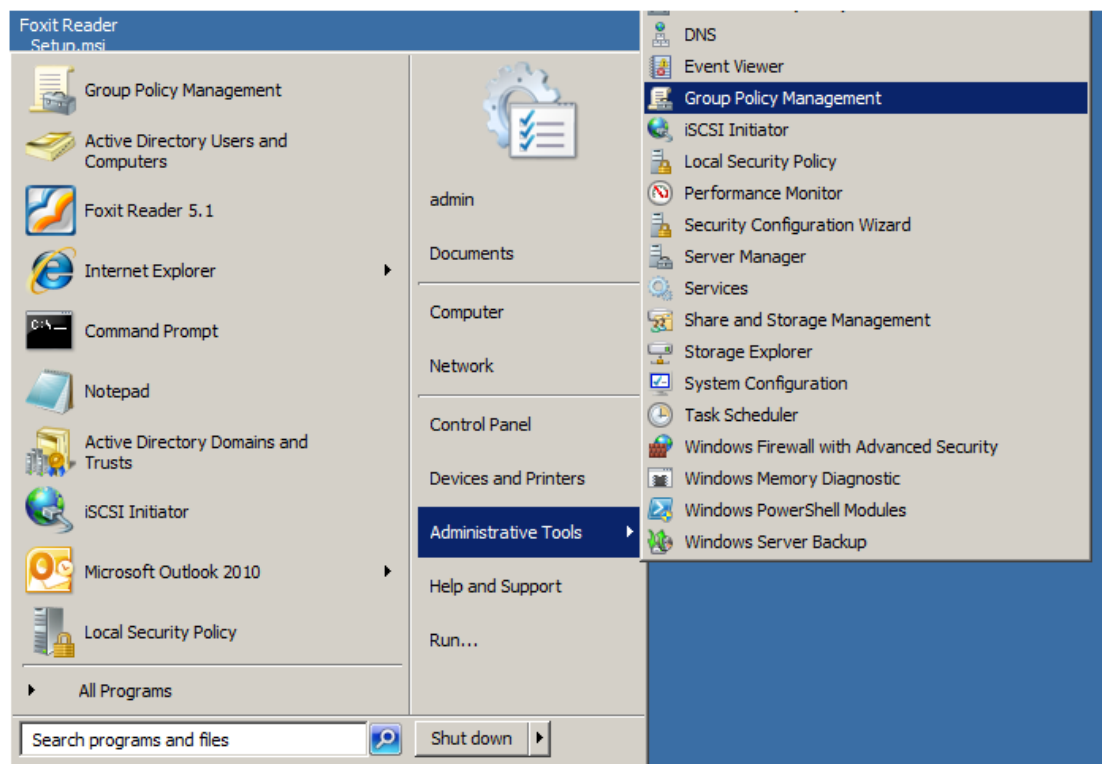 Foxit Reader
Setup.msi
Group Policy Management
Active Directory Users and
Computers
Foxit Reader 5.1
Internet Explorer
C:\
Command Prompt
Notepad
Active Directory Domains and
Trusts
iSCSI Initiator
Microsoft Outlook 2010
Local Security Policy
All Programs
Search programs and files
admin
Documents
Computer
Network
Control Panel
Devices and Printers
Administrative Tools
Help and Support
Run...
Shut down
DNS
Event Viewer
Group Policy Management
iSCSI Initiator
Local Security Policy
Performance Monitor
Security Configuration Wizard
Server Manager
Services
Share and Storage Management
Storage Explorer
System Configuration
Task Scheduler
Windows Firewall with Advanced Security
Windows Memory Diagnostic
Windows PowerShell Modules
Windows Server Backup